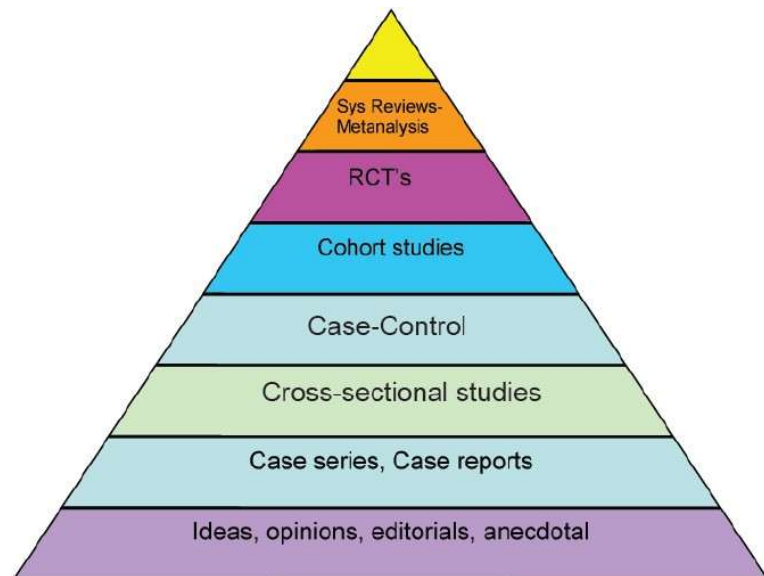 Sys Reviews-
Metanalysis
RCT's
Cohort studies
Case-Control
Cross-sectional studies
Case series, Case reports
Ideas, opinions, editorials, anecdotal